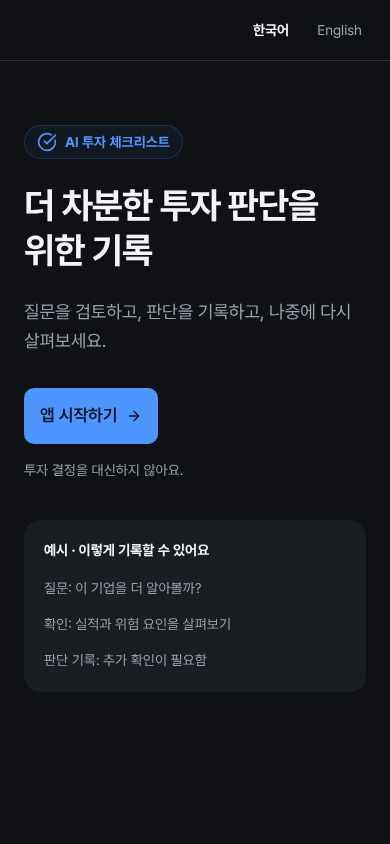 한국어 English
AI 투자 체크리스트
더 차분한 투자 판단을
위한 기록
질문을 검토하고, 판단을 기록하고, 나중에 다시
살펴보세요.
앱 시작하기 →
투자 결정을 대신하지 않아요.
예시 · 이렇게 기록할 수 있어요
질문: 이 기업을 더 알아볼까?
확인: 실적과 위험 요인을 살펴보기
판단 기록: 추가 확인이 필요함